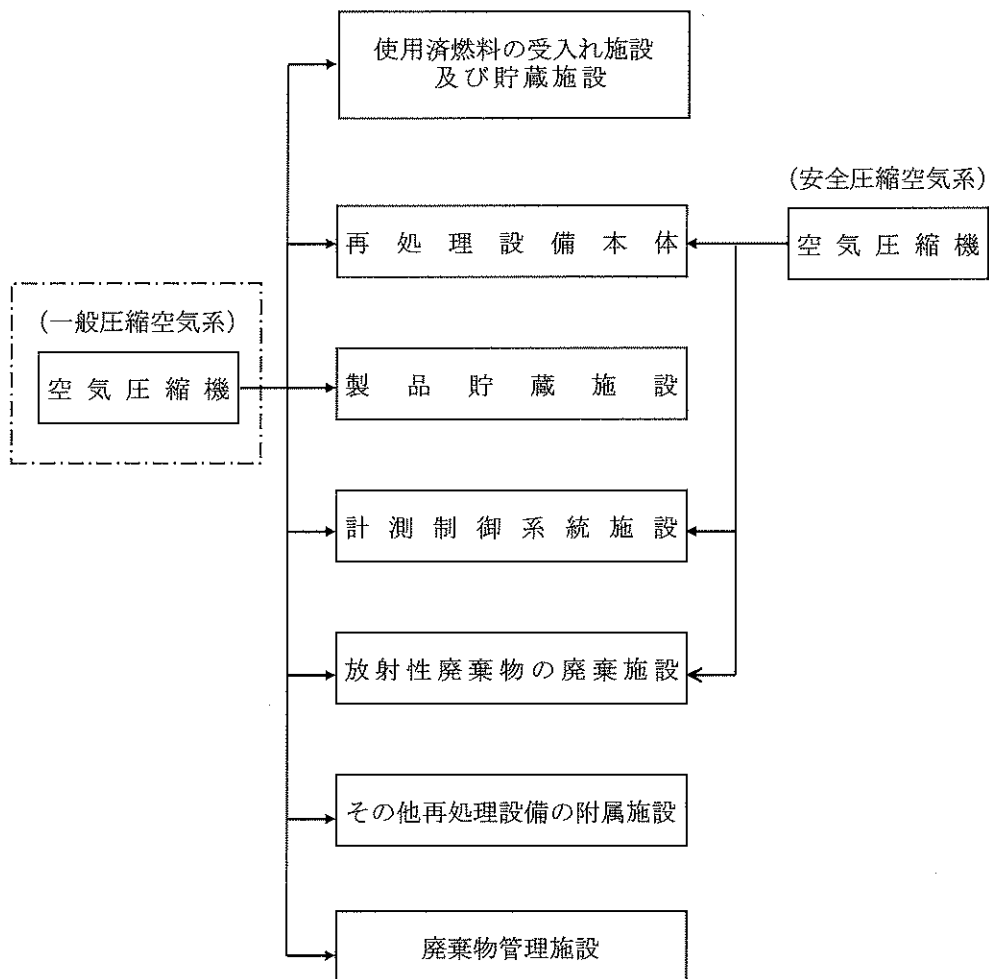 使用済燃料の受入れ施設
及び貯蔵施設
(安全圧縮空気系)
再処理設備本体
空気圧縮機
(一般圧縮空気系)
空気圧縮機
製品貯蔵施設
計測制御系統施設
放射性廃棄物の廃棄施設
その他再処理設備の附属施設
廃棄物管理施設